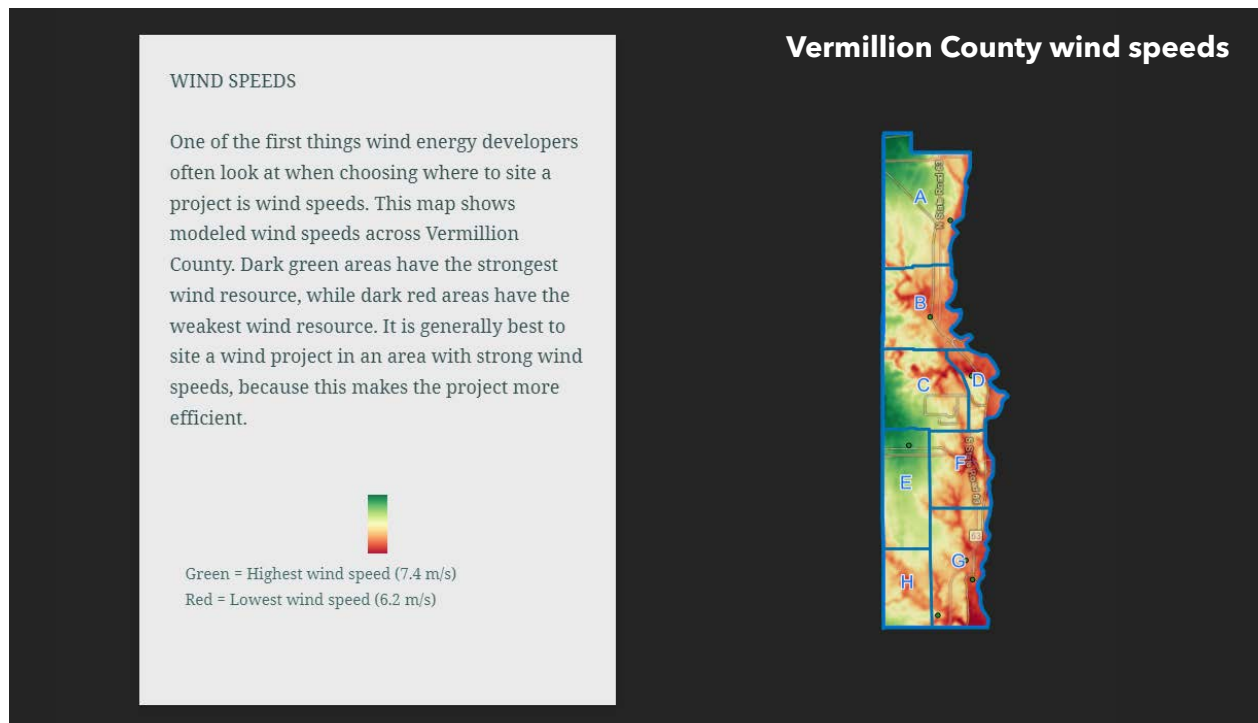 Vermillion County wind speeds
WIND SPEEDS
One of the first things wind energy developers
often look at when choosing where to site a
project is wind speeds. This map shows
modeled wind speeds across Vermillion
County. Dark green areas have the strongest
wind resource, while dark red areas have the
weakest wind resource. It is generally best to
site a wind project in an area with strong wind
speeds, because this makes the project more
efficient.
Green = Highest wind speed (7.4 m/s)
Red = Lowest wind speed (6.2 m/s)
A
N State Road 63
B
C
D
F
E
63
G
H